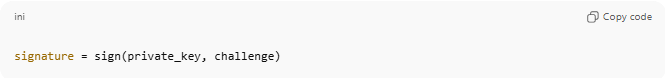 ini Copy code
signature = sign(private_key, challenge)